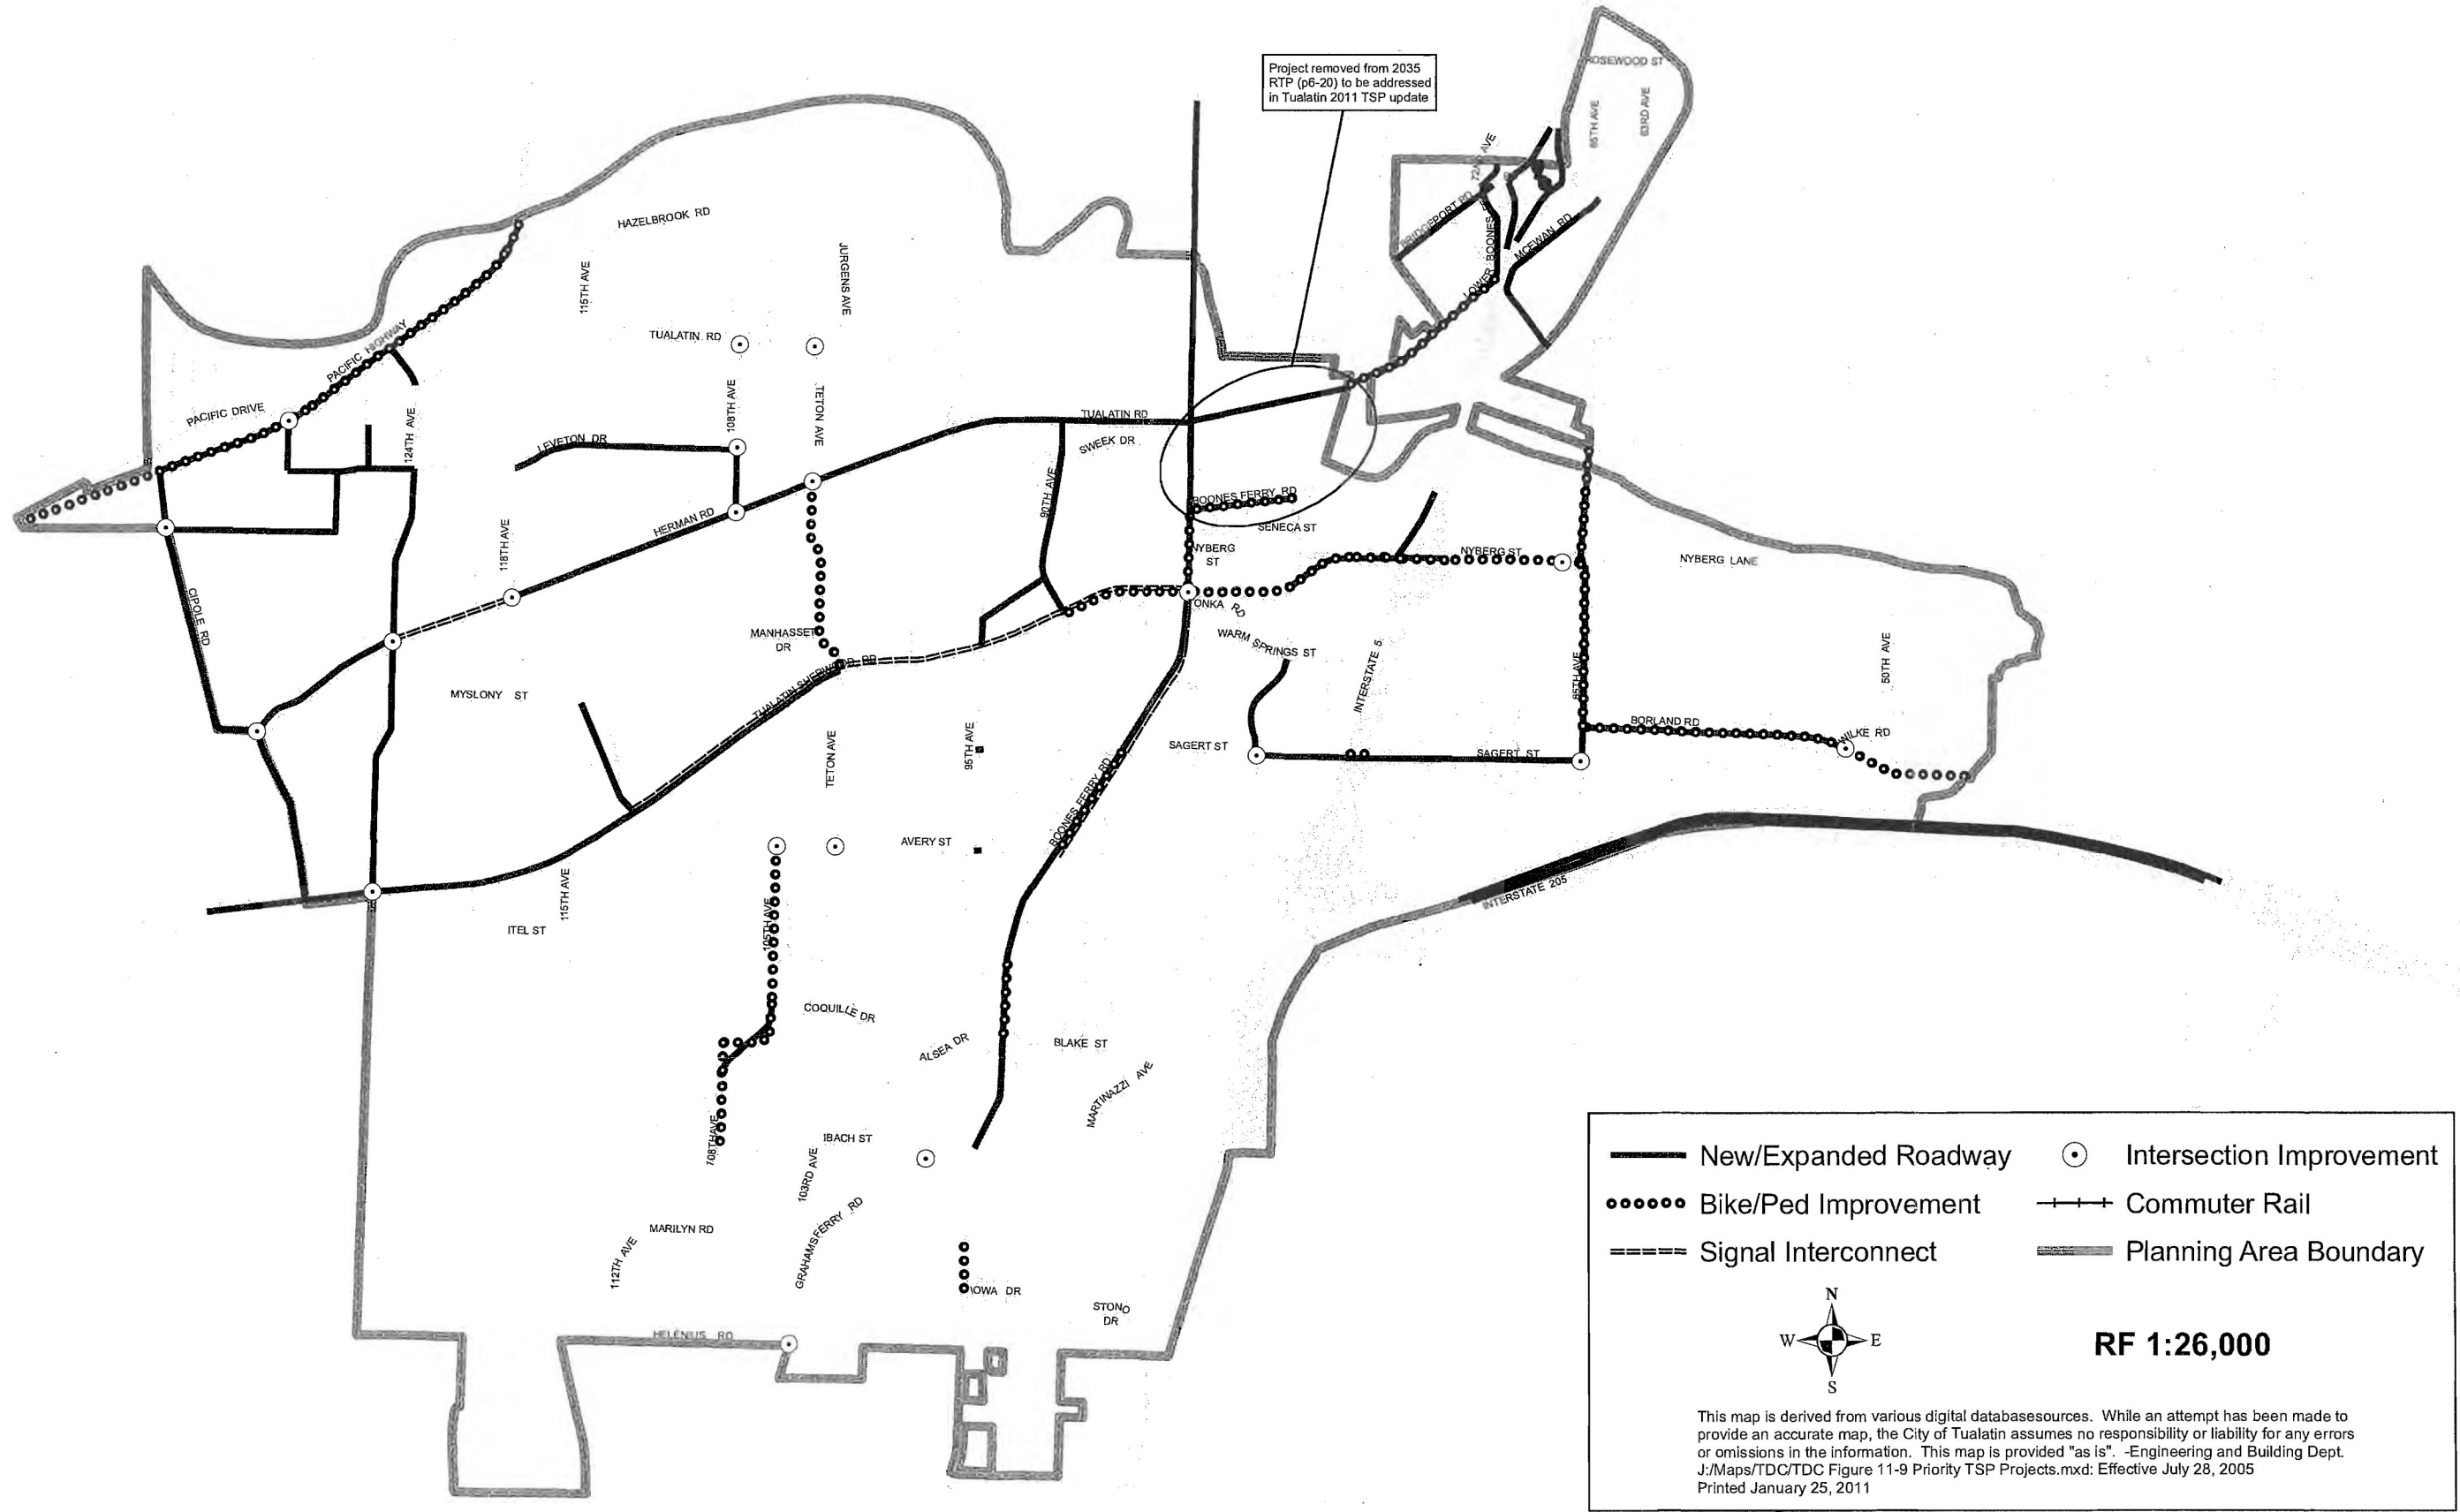 Project removed from 2035
RTP (p6-20) to be addressed
in Tualatin 2011 TSP update
ROSEWOOD ST
65TH AVE
63RD AVE
72ND AVE
BRIDGEPORT RD
LOWER BOONES
MCEWAN RD
HAZELBROOK RD
115TH AVE
JURGENS AVE
TUALATIN RD
PACIFIC HIGHWAY
PACIFIC DRIVE
124TH AVE
108TH AVE
TETON AVE
TUALATIN RD
SWEEK DR
LEVETON DR
90TH AVE
HERMAN RD
118TH AVE
BOONES FERRY RD
SENECA ST
NYBERG
ST
NYBERG ST
NYBERG LANE
CIPOLE RD
TONKA RD
WARM SPRINGS ST
MANHASSET
DR
TUALATIN SHERWOOD RD
MYSLONY ST
INTERSTATE 5
65TH AVE
50TH AVE
BORLAND RD
WILKE RD
SAGERT ST
SAGERT ST
95TH AVE
TETON AVE
BOONES FERRY RD
AVERY ST
115TH AVE
ITEL ST
105TH AVE
INTERSTATE 205
COQUILLE DR
ALSEA DR
BLAKE ST
MARTINAZZI AVE
108TH AVE
IBACH ST
103RD AVE
GRAHAMS FERRY RD
MARILYN RD
112TH AVE
IOWA DR
STONO
DR
HELENIUS RD
New/Expanded Roadway
Intersection Improvement
Bike/Ped Improvement
Commuter Rail
Signal Interconnect
Planning Area Boundary
N
W E
S
RF 1:26,000
This map is derived from various digital databasesources. While an attempt has been made to
provide an accurate map, the City of Tualatin assumes no responsibility or liability for any errors
or omissions in the information. This map is provided "as is". -Engineering and Building Dept.
J:/Maps/TDC/TDC Figure 11-9 Priority TSP Projects.mxd: Effective July 28, 2005
Printed January 25, 2011